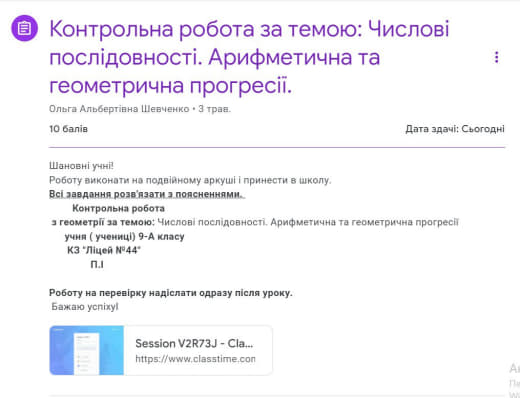 Контрольна робота за темою: Числові
послідовності. Арифметична та
геометрична прогресії.
Ольга Альбертівна Шевченко • 3 трав.
10 балів
Дата здачі: Сьогодні
Шановні учні!
Роботу виконати на подвійному аркуші і принести в школу.
Всі завдання розв'язати з поясненнями.
Контрольна робота
з геометрії за темою: Числові послідовності. Арифметична та геометрична прогресії
учня ( учениці) 9-А класу
КЗ "Ліцей №44"
П.І
Роботу на перевірку надіслати одразу після уроку.
Бажаю успіху!
Session V2R73J - Cla...
https://www.classtime.con